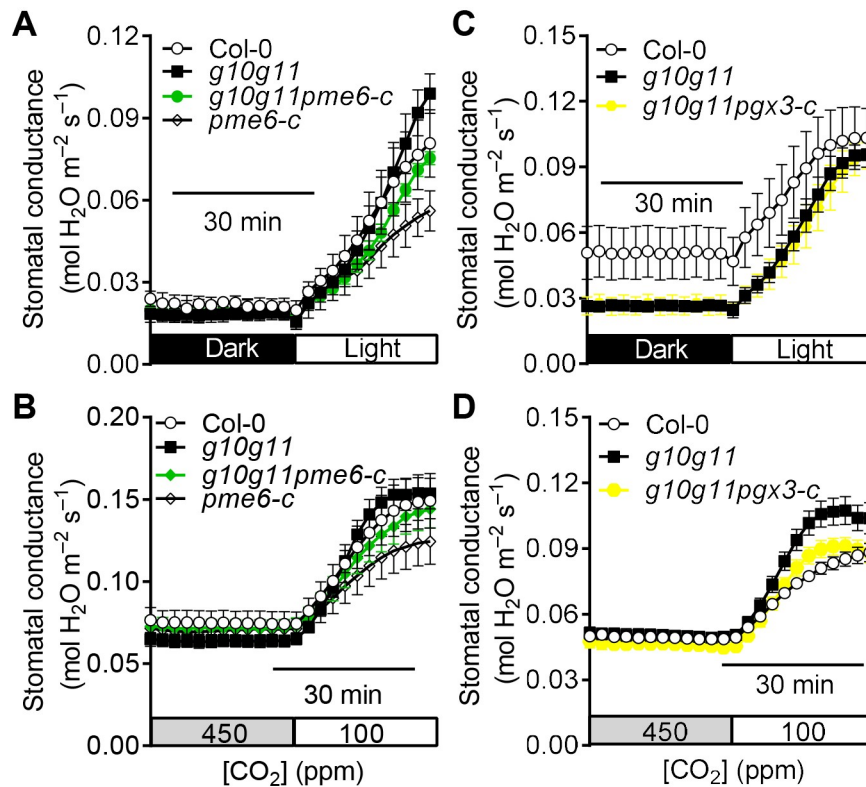 A
Stomatal conductance
(mol H₂O m⁻² s⁻¹)
0.12
0.09
0.06
0.03
0.00
Col-0
g10g11
g10g11pme6-c
pme6-c
30 min
Dark
Light
C
Stomatal conductance
(mol H₂O m⁻² s⁻¹)
0.15
0.12
0.09
0.06
0.03
0.00
Col-0
g10g11
g10g11pgx3-c
30 min
Dark
Light
B
Stomatal conductance
(mol H₂O m⁻² s⁻¹)
0.20
0.15
0.10
0.05
0.00
Col-0
g10g11
g10g11pme6-c
pme6-c
30 min
450
100
[CO₂] (ppm)
D
Stomatal conductance
(mol H₂O m⁻² s⁻¹)
0.15
0.12
0.09
0.06
0.03
0.00
Col-0
g10g11
g10g11pgx3-c
30 min
450
100
[CO₂] (ppm)